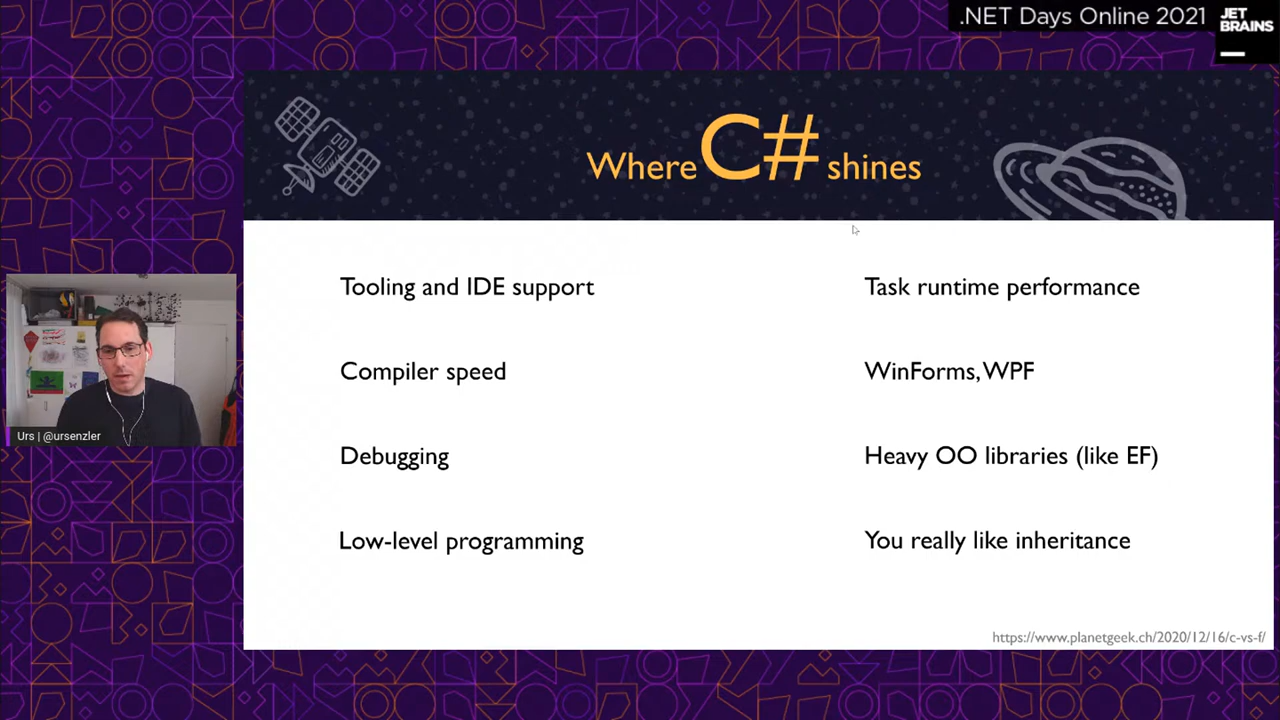 .NET Days Online 2021
JET
BRAINS
Where C# shines
Tooling and IDE support
Task runtime performance
Compiler speed
WinForms, WPF
Debugging
Heavy OO libraries (like EF)
Low-level programming
You really like inheritance
Urs | @ursenzler
https://www.planetgeek.ch/2020/12/16/c-vs-f/